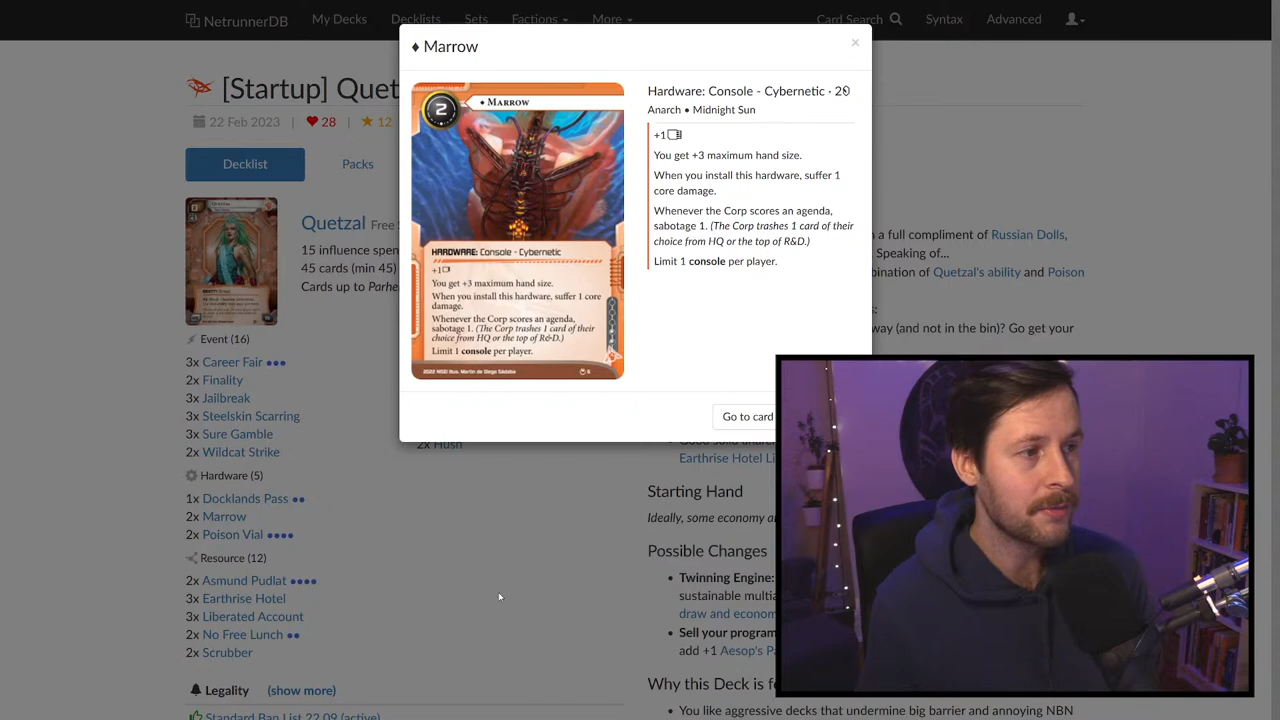 NetrunnerDB
My Decks
Decklists
Sets
Factions
More
Card Search
Syntax
Advanced
♦ Marrow
×
[Startup] Quet
22 Feb 2023 | 28 | 12
Decklist
Packs
Quetzal Free
15 influence spen
45 cards (min 45)
Cards up to Parhe
Event (16)
3x Career Fair ●●●
2x Finality
3x Jailbreak
3x Steelskin Scarring
3x Sure Gamble
2x Wildcat Strike
Hardware (5)
1x Docklands Pass ●●
2x Marrow
2x Poison Vial ●●●●
Resource (12)
2x Asmund Pudlat ●●●●
3x Earthrise Hotel
3x Liberated Account
2x No Free Lunch ●●
2x Scrubber
Legality (show more)
Standard Ban List 22.09 (active)
2
♦ Marrow
HARDWARE: Console - Cybernetic
+1
You get +3 maximum hand size.
When you install this hardware, suffer 1 core
damage.
Whenever the Corp scores an agenda,
sabotage 1. (The Corp trashes 1 card of their
choice from HQ or the top of R&D.)
Limit 1 console per player.
Hardware: Console - Cybernetic · 2
Anarch • Midnight Sun
+1
You get +3 maximum hand size.
When you install this hardware, suffer 1
core damage.
Whenever the Corp scores an agenda,
sabotage 1. (The Corp trashes 1 card of their
choice from HQ or the top of R&D.)
Limit 1 console per player.
Go to card
2x Hush
a full compliment of Russian Dolls,
Speaking of...
bination of Quetzal's ability and Poison
way (and not in the bin)? Go get your
Good solid anarch
Earthrise Hotel Li
Starting Hand
Ideally, some economy a
Possible Changes
• Twinning Engine:
sustainable multia
draw and econom
• Sell your program
add +1 Aesop's Pa
Why this Deck is f
• You like aggressive decks that undermine big barrier and annoying NBN